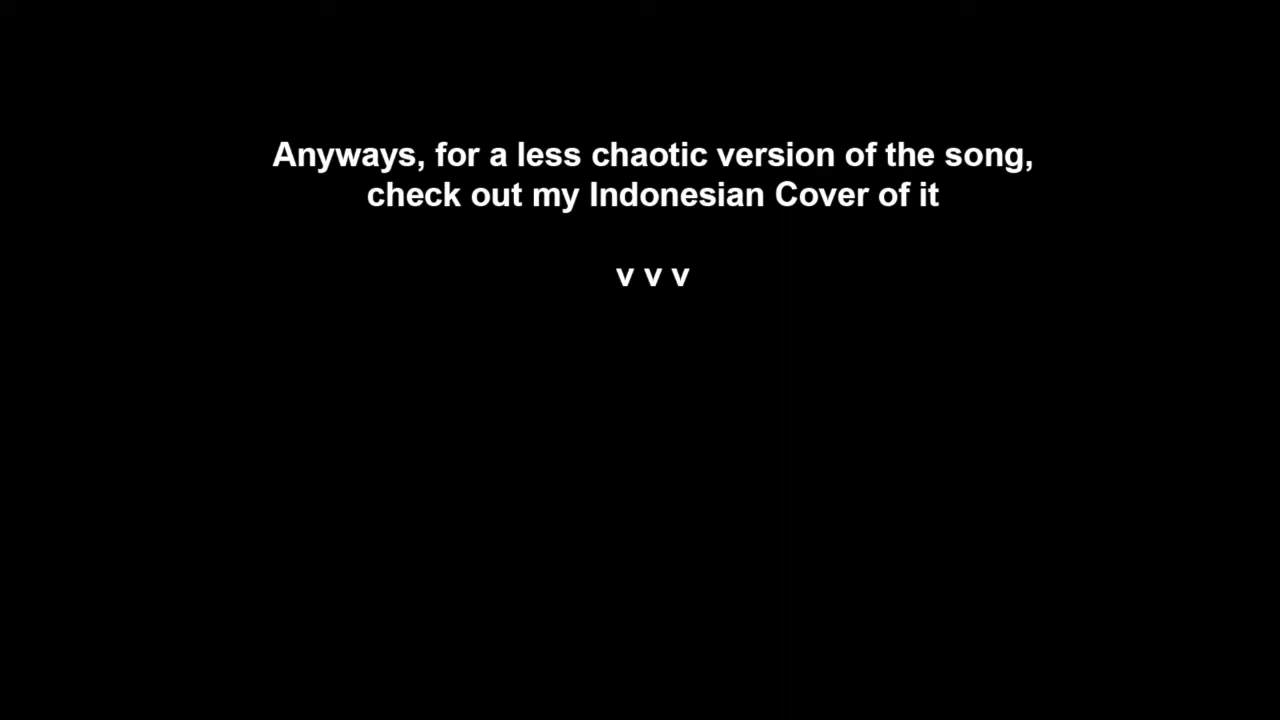 Anyways, for a less chaotic version of the song,
check out my Indonesian Cover of it
v v v